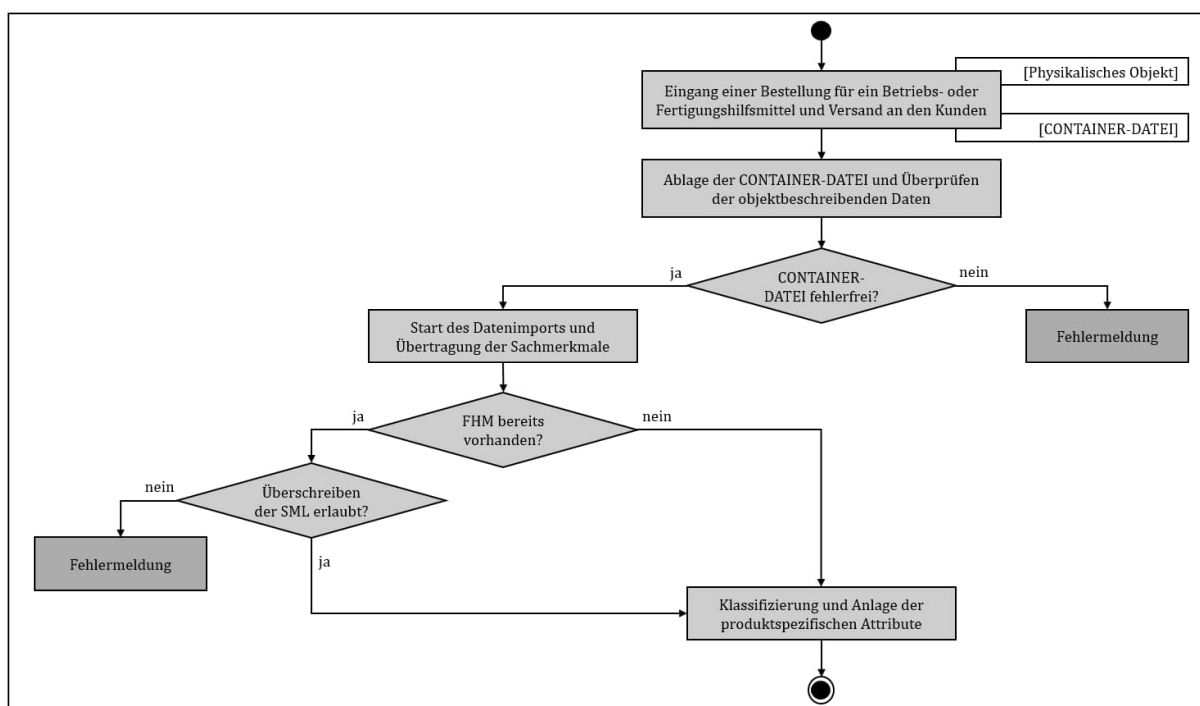 [Physikalisches Objekt]
Eingang einer Bestellung für ein Betriebs- oder
Fertigungshilfsmittel und Versand an den Kunden
[CONTAINER-DATEI]
Ablage der CONTAINER-DATEI und Überprüfen
der objektbeschreibenden Daten
ja
CONTAINER-
DATEI fehlerfrei?
nein
Start des Datenimports und
Übertragung der Sachmerkmale
Fehlermeldung
ja
FHM bereits
vorhanden?
nein
nein
Überschreiben
der SML erlaubt?
Fehlermeldung
ja
Klassifizierung und Anlage der
produktspezifischen Attribute